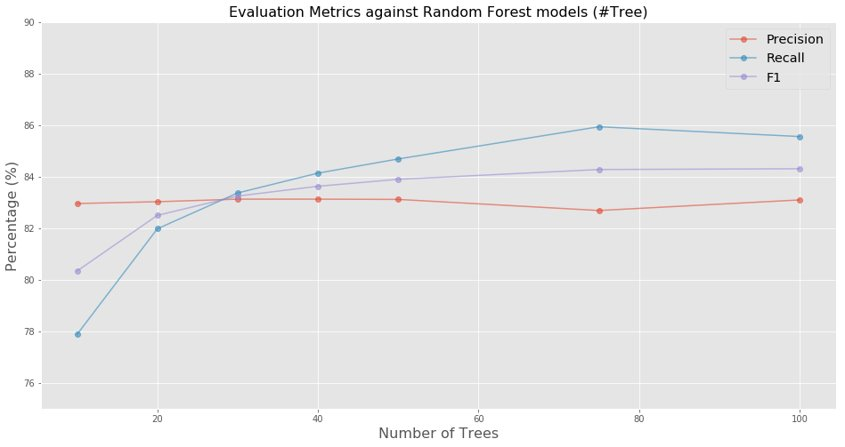 Evaluation Metrics against Random Forest models (#Tree)
Precision
Recall
F1
Percentage (%)
90
88
86
84
82
80
78
76
20
40
60
80
100
Number of Trees